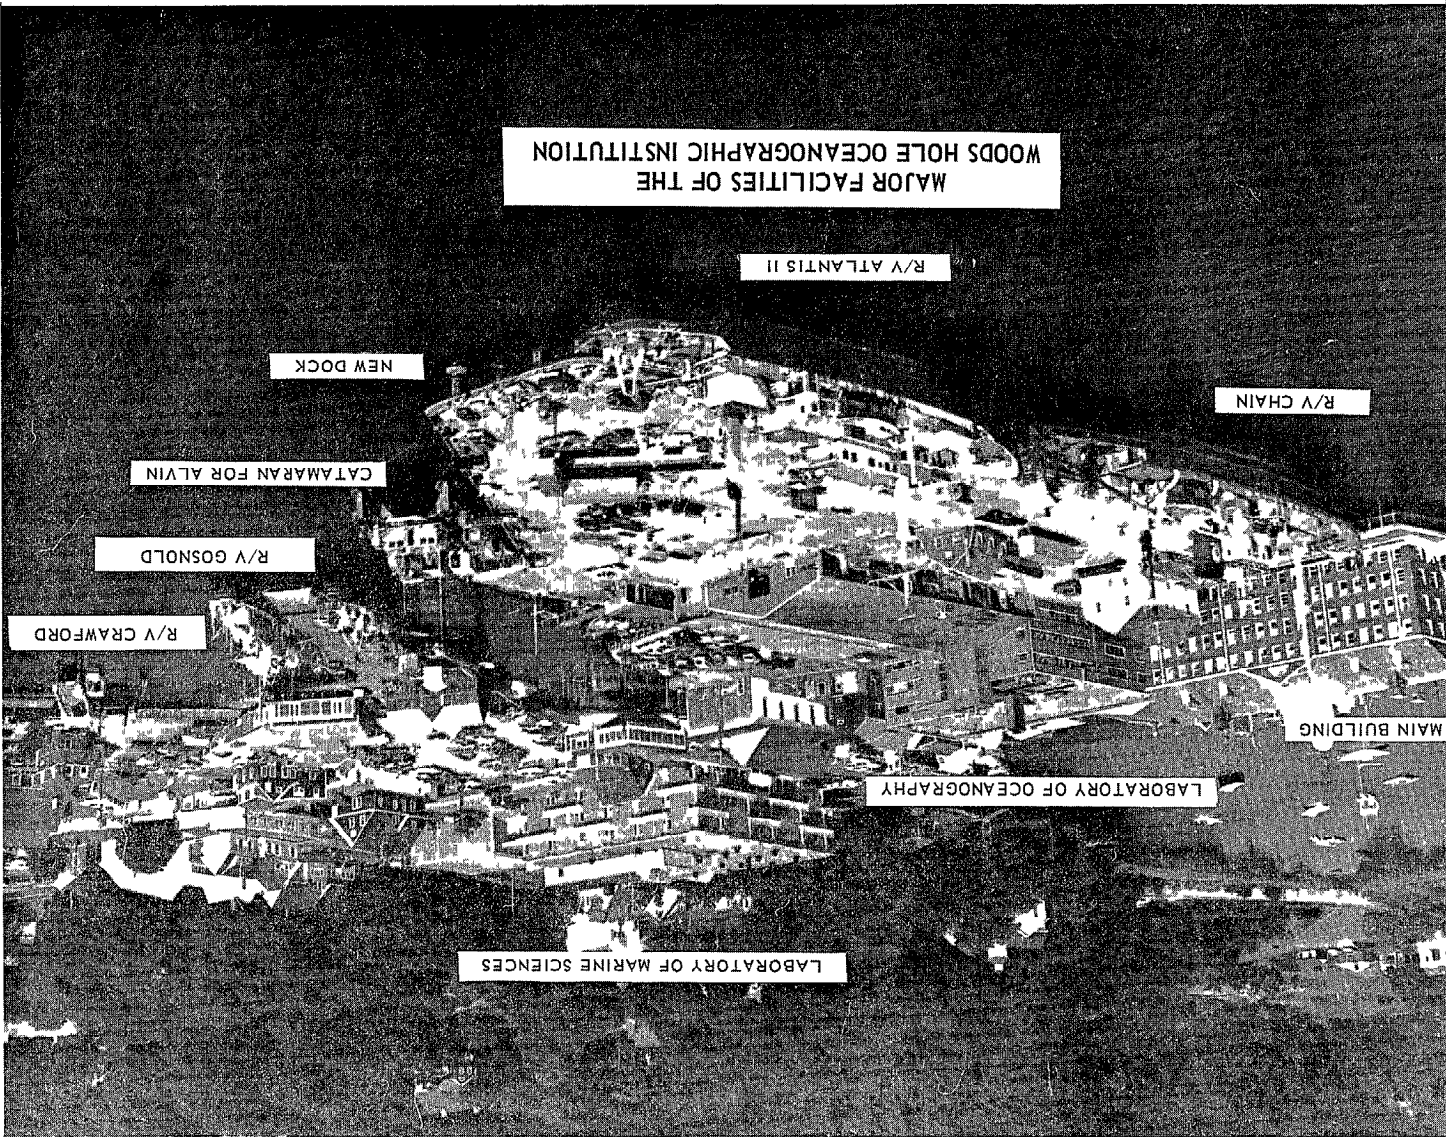 LABORATORY OF MARINE SCIENCES
LABORATORY OF OCEANOGRAPHY
MAIN BUILDING
R/V CRAWFORD
R/V GOSNOLD
CATAMARAN FOR ALVIN
R/V CHAIN
NEW DOCK
R/V ATLANTIS II
MAJOR FACILITIES OF THE
WOODS HOLE OCEANOGRAPHIC INSTITUTION